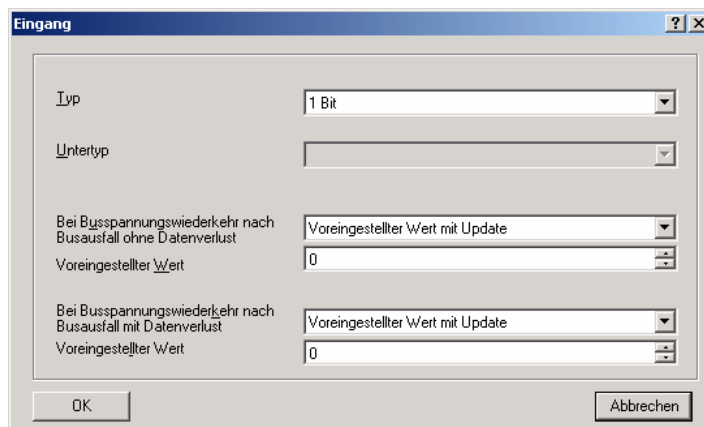 Eingang
Typ
1 Bit
Untertyp
Bei Busspannungswiederkehr nach
Busausfall ohne Datenverlust
Voreingestellter Wert mit Update
Voreingestellter Wert
0
Bei Busspannungswiederkehr nach
Busausfall mit Datenverlust
Voreingestellter Wert mit Update
Voreingestellter Wert
0
OK
Abbrechen